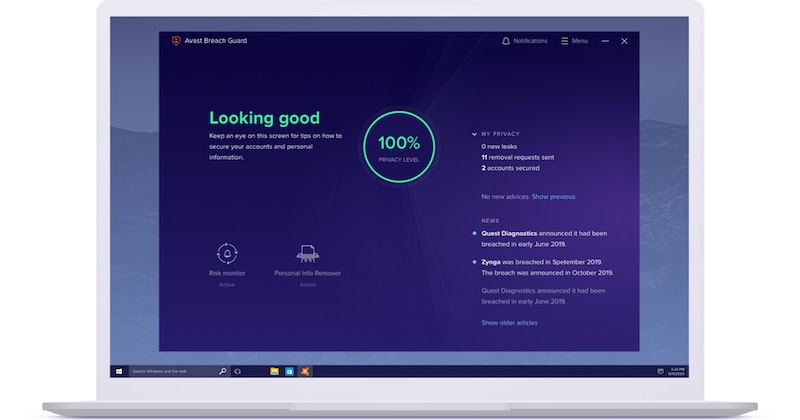 Avast Breach Guard
Notifications
Menu
Looking good
Keep an eye on this screen for tips on how to
secure your accounts and personal
information.
100%
PRIVACY LEVEL
MY PRIVACY
0 new leaks
11 removal requests sent
2 accounts secured
No new advices. Show previous
NEWS
Quest Diagnostics announced it had been
breached in early June 2019.
Zynga was breached in Spetember 2019.
The breach was announced in October 2019.
Quest Diagnostics announced it had been
breached in early June 2019.
Show older articles
Risk monitor
Active
Personal Info Remover
Active
Search Windows and the web